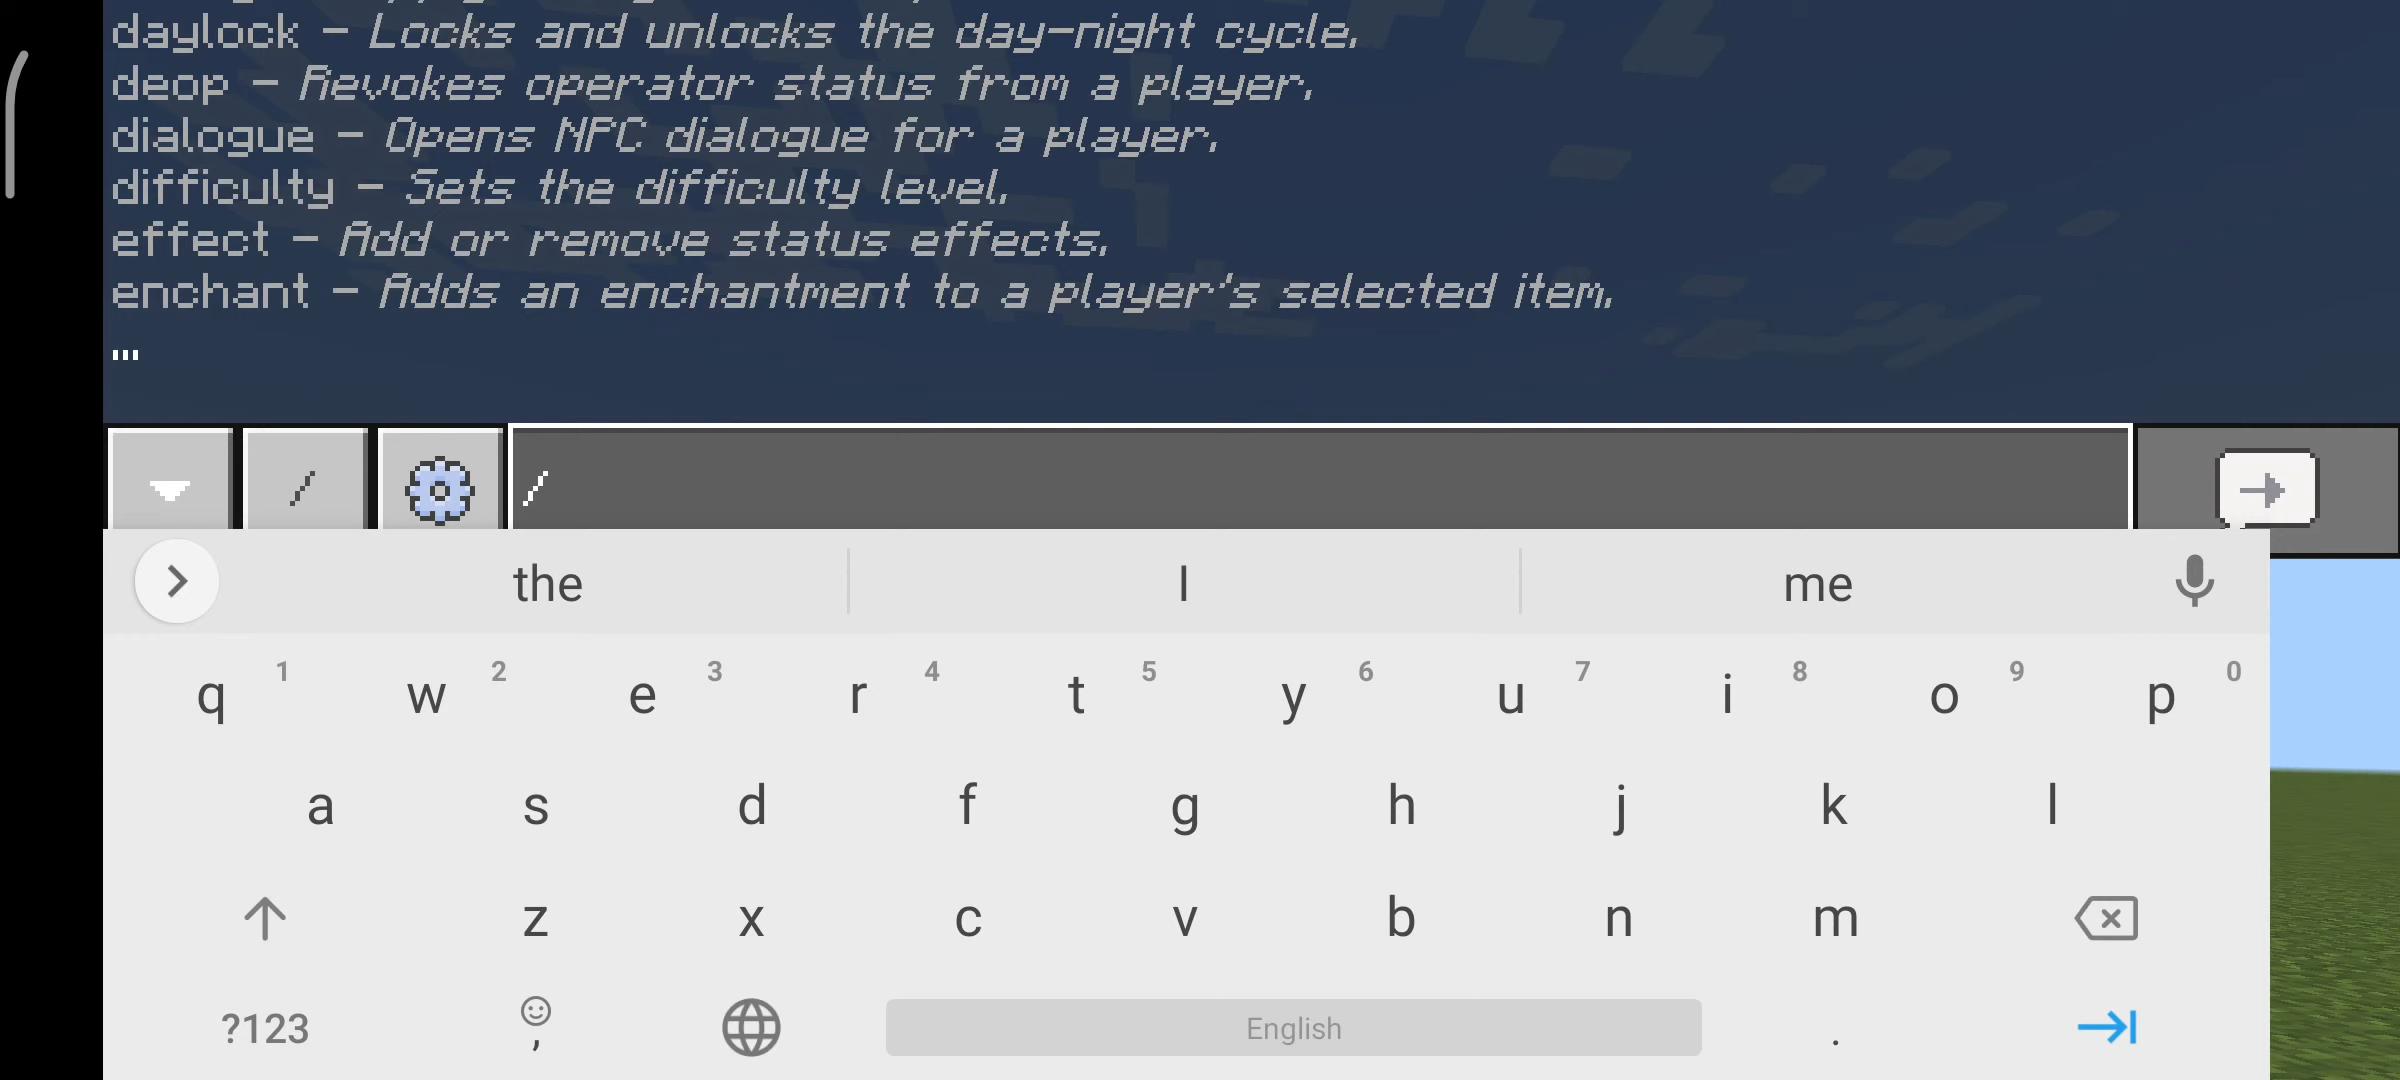 daylock - Locks and unlocks the day-night cycle.
deop - Revokes operator status from a player.
dialogue - Opens NPC dialogue for a player.
difficulty - Sets the difficulty level.
effect - Add or remove status effects.
enchant - Adds an enchantment to a player's selected item.
...
/ /
the I me
q 1 w 2 e 3 r 4 t 5 y 6 u 7 i 8 o 9 p 0
a s d f g h j k l
z x c v b n m
?123 , English .